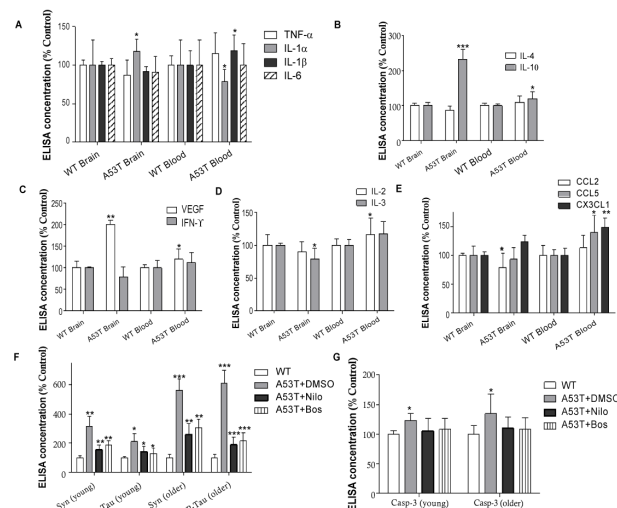 A
ELISA concentration (% Control)
150
100
50
0
TNF-α
IL-1α
IL-1β
IL-6
* * *
WT Brain
A53T Brain
WT Blood
A53T Blood
B
ELISA concentration (% Control)
300
200
100
0
IL-4
IL-10
*** *
WT Brain
A53T Brain
WT Blood
A53T Blood
C
ELISA concentration (% Control)
250
200
150
100
50
0
VEGF
IFN-ϒ
** *
WT Brain
A53T Brain
WT Blood
A53T Blood
D
ELISA concentration (% Control)
200
150
100
50
0
IL-2
IL-3
* *
WT Brain
A53T Brain
WT Blood
A53T Blood
E
ELISA concentration (% Control)
200
150
100
50
0
CCL2
CCL5
CX3CL1
* * **
WT Brain
A53T Brain
WT Blood
A53T Blood
F
ELISA concentration (% Control)
600
400
200
0
WT
A53T+DMSO
A53T+Nilo
A53T+Bos
** ** ** * * * *** ** ** *** *** ***
Syn (young)
Tau (young)
Syn (older)
-Tau (older)
G
ELISA concentration (% Control)
200
150
100
50
0
WT
A53T+DMSO
A53T+Nilo
A53T+Bos
* *
Casp-3 (young)
Casp-3 (older)